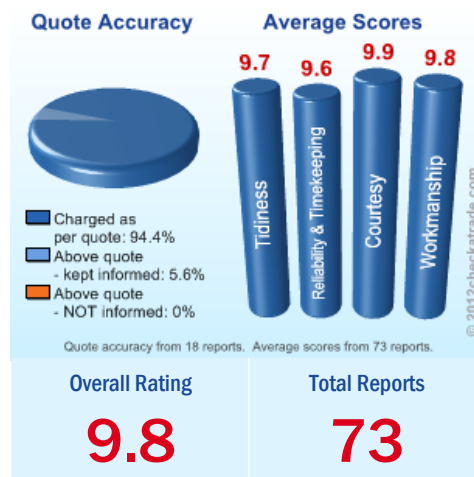 Quote Accuracy
Average Scores
9.7
9.6
9.9
9.8
Tidiness
Reliability & Timekeeping
Courtesy
Workmanship
Charged as
per quote: 94.4%
Above quote
- kept informed: 5.6%
Above quote
- NOT informed: 0%
© 2012checkatrade.com
Quote accuracy from 18 reports. Average scores from 73 reports.
Overall Rating
Total Reports
9.8
73